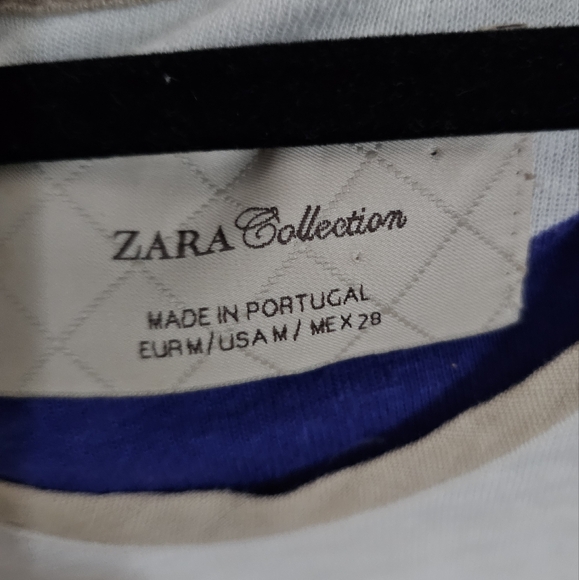 ZARA Collection
MADE IN PORTUGAL
EUR M / USA M / MEX 28